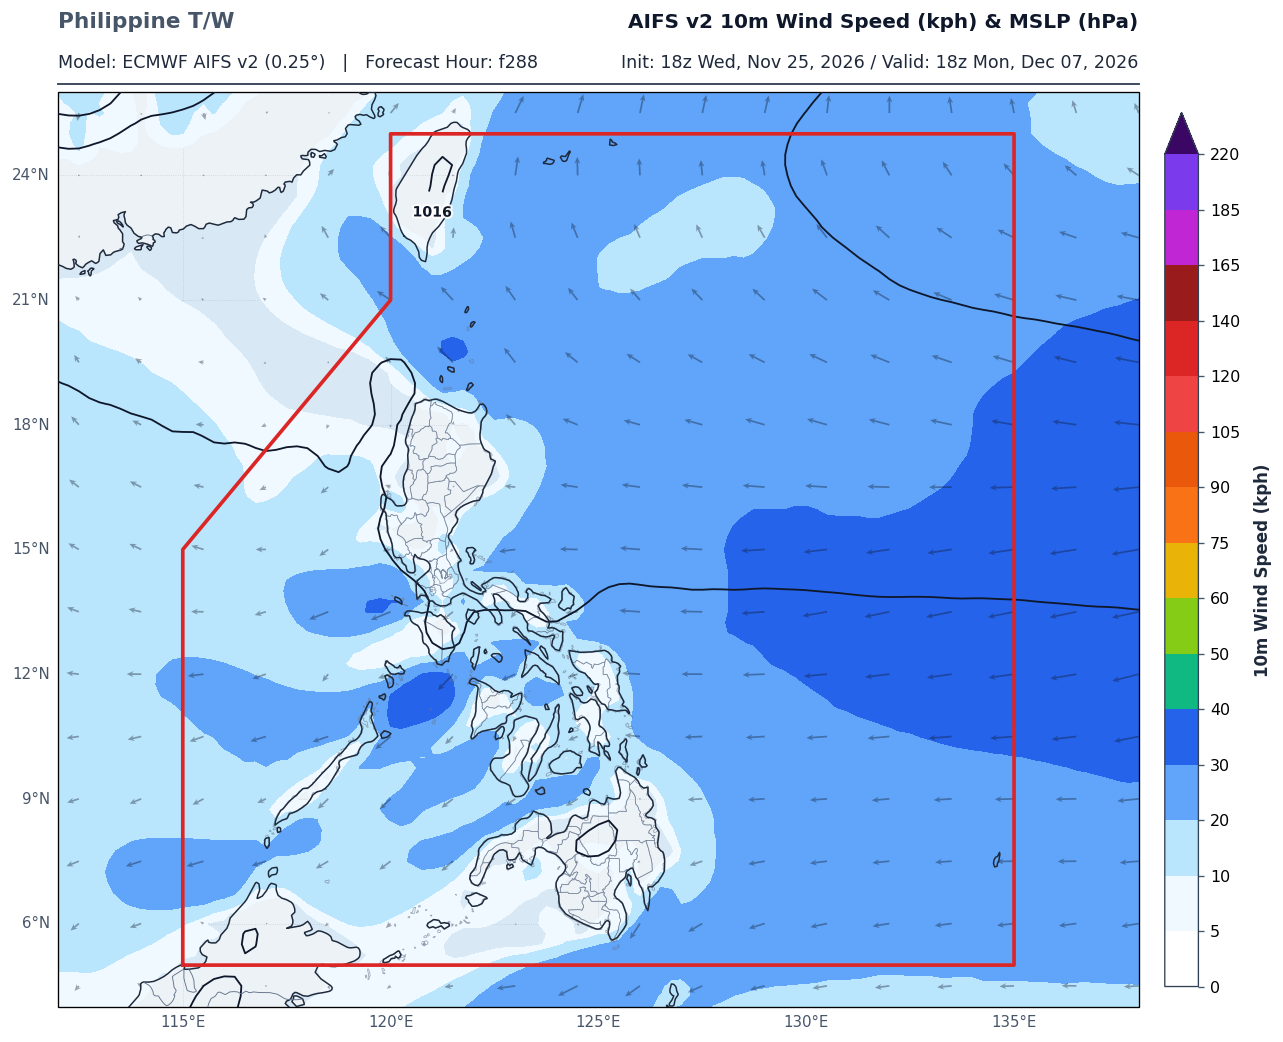 Philippine T/W
AIFS v2 10m Wind Speed (kph) & MSLP (hPa)
Model: ECMWF AIFS v2 (0.25°) | Forecast Hour: f288
Init: 18z Wed, Nov 25, 2026 / Valid: 18z Mon, Dec 07, 2026
24°N
21°N
18°N
15°N
12°N
9°N
6°N
1016
115°E
120°E
125°E
130°E
135°E
220
185
165
140
120
105
90
75
60
50
40
30
20
10
5
0
10m Wind Speed (kph)